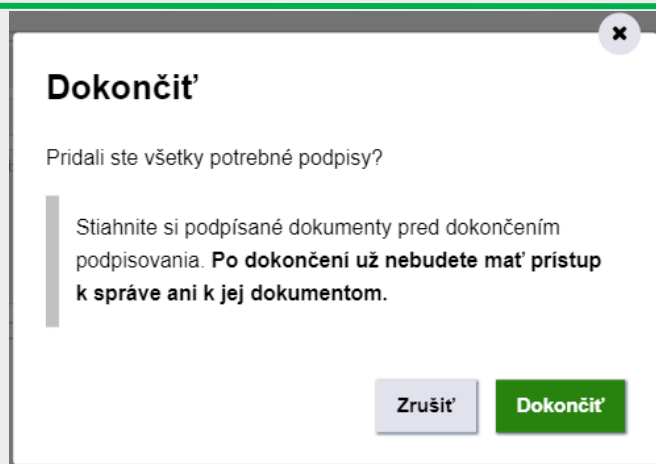 Dokončiť
Pridali ste všetky potrebné podpisy?
Stiahnite si podpísané dokumenty pred dokončením
podpisovania. Po dokončení už nebudete mať prístup
k správe ani k jej dokumentom.
Zrušiť
Dokončiť